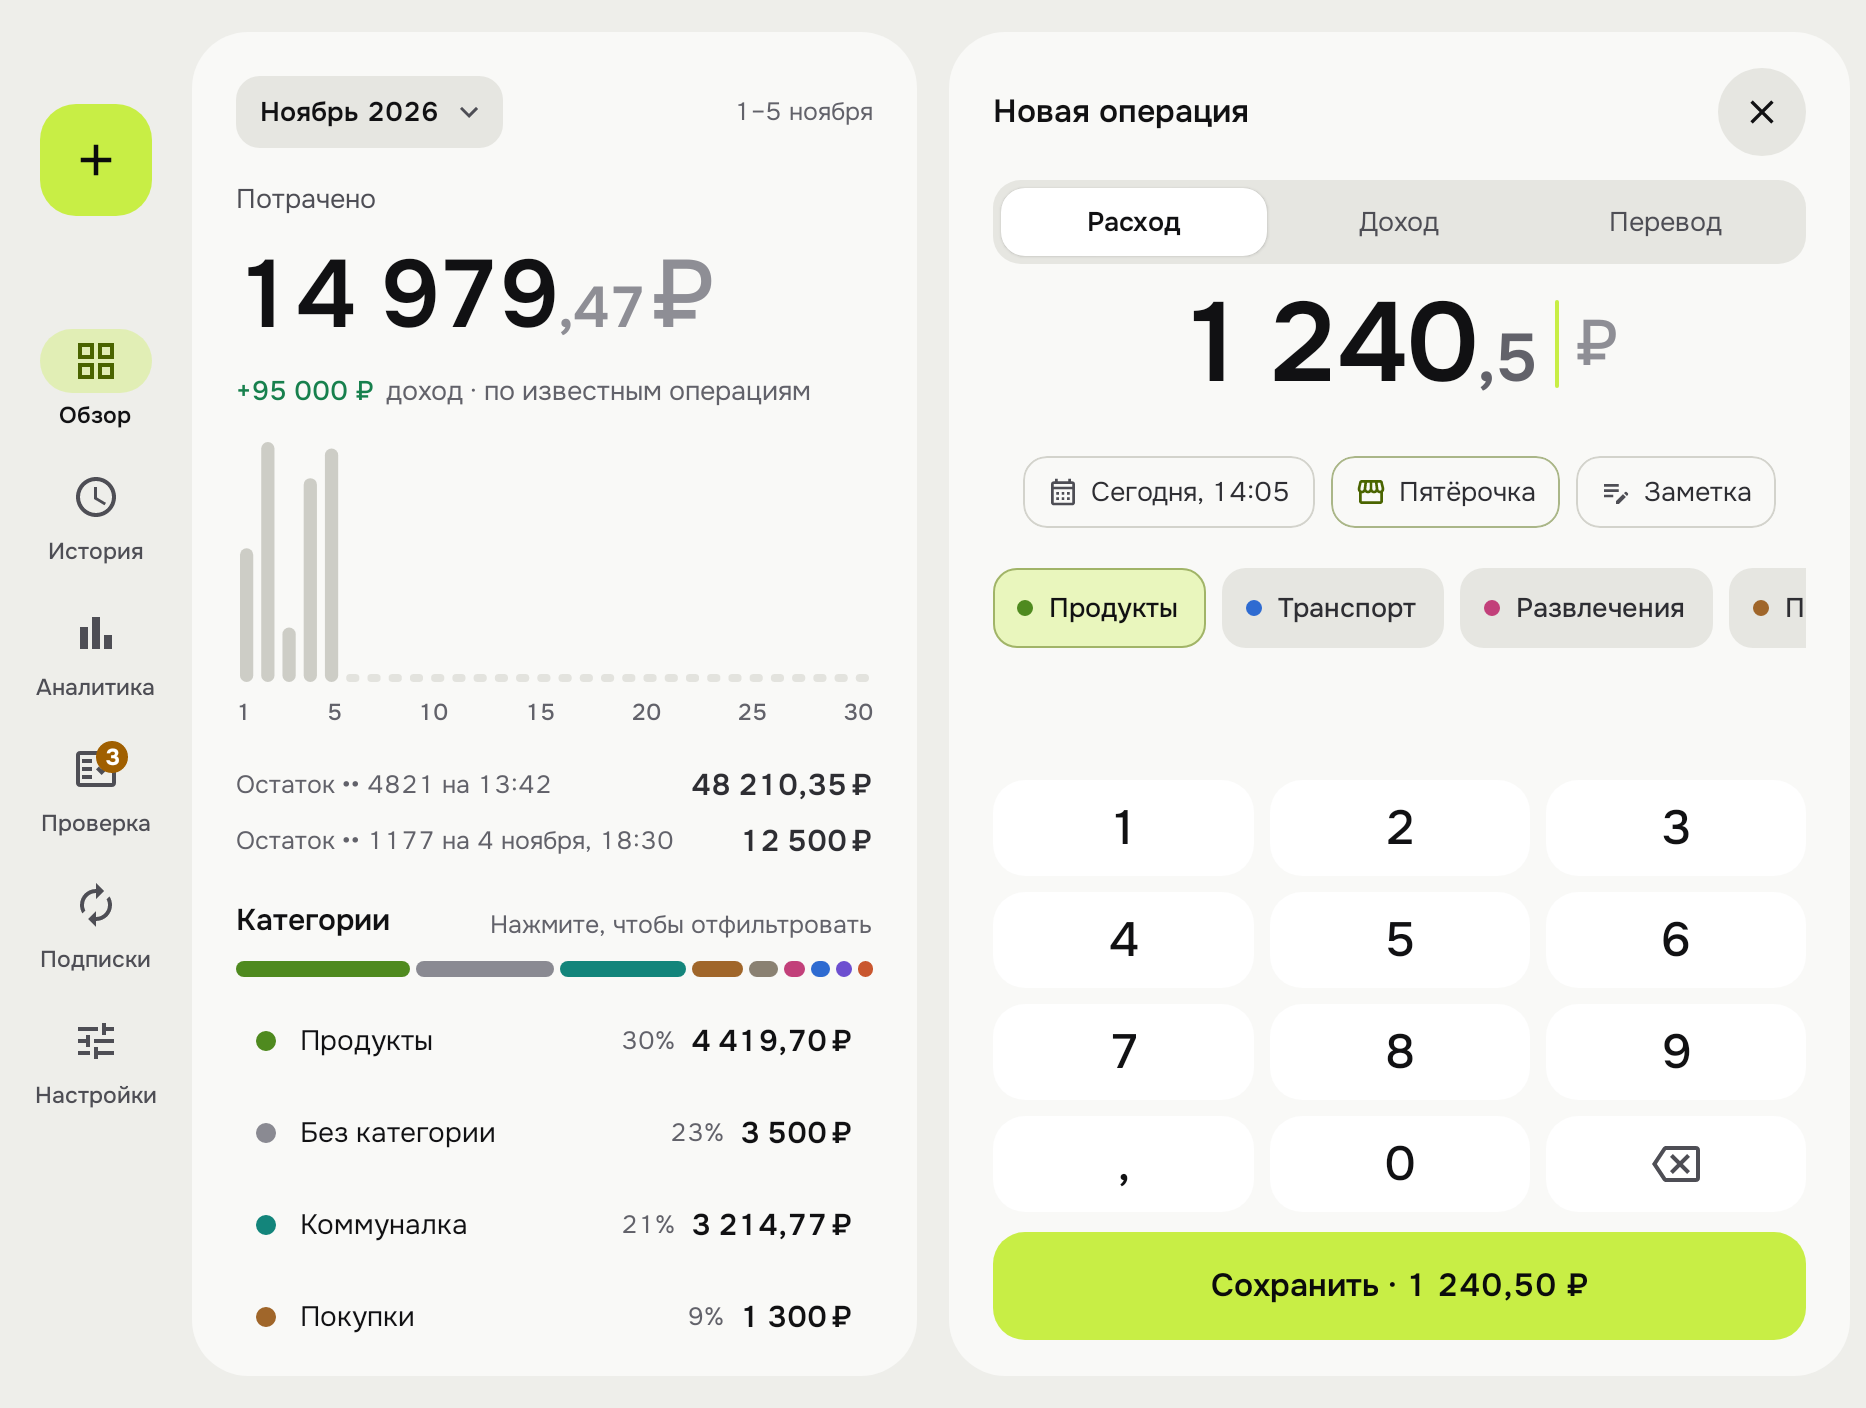 Обзор
История
Аналитика
3
Проверка
Подписки
Настройки
Ноябрь 2026
1–5 ноября
Потрачено
14 979,47 ₽
+95 000 ₽ доход · по известным операциям
1 5 10 15 20 25 30
Остаток •• 4821 на 13:42 48 210,35 ₽
Остаток •• 1177 на 4 ноября, 18:30 12 500 ₽
Категории Нажмите, чтобы отфильтровать
Продукты 30% 4 419,70 ₽
Без категории 23% 3 500 ₽
Коммуналка 21% 3 214,77 ₽
Покупки 9% 1 300 ₽
Новая операция
Расход Доход Перевод
1 240,5 ₽
Сегодня, 14:05 Пятёрочка Заметка
Продукты Транспорт Развлечения П
1 2 3
4 5 6
7 8 9
, 0
Сохранить · 1 240,50 ₽